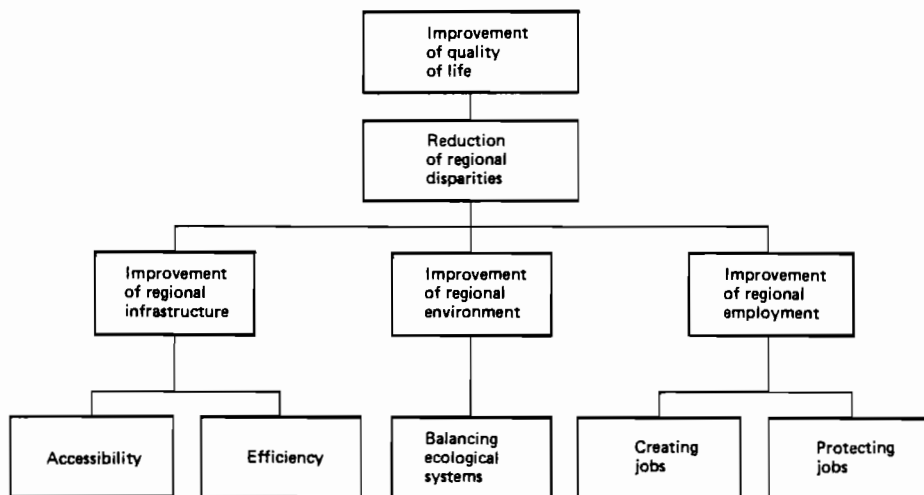 Improvement
of quality
of life
Reduction
of regional
disparities
Improvement
of regional
infrastructure
Improvement
of regional
environment
Improvement
of regional
employment
Accessibility
Efficiency
Balancing
ecological
systems
Creating
jobs
Protecting
jobs